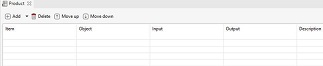 Product
Add Delete Move up Move down
Item Object Input Output Description